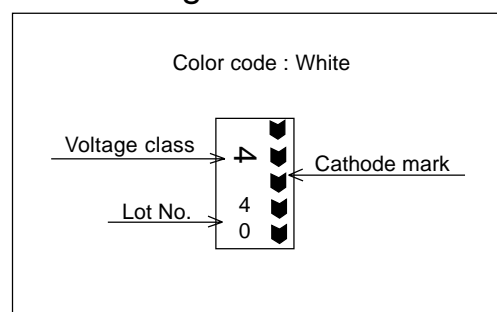 Color code : White
Voltage class
4
Cathode mark
Lot No.
4
0